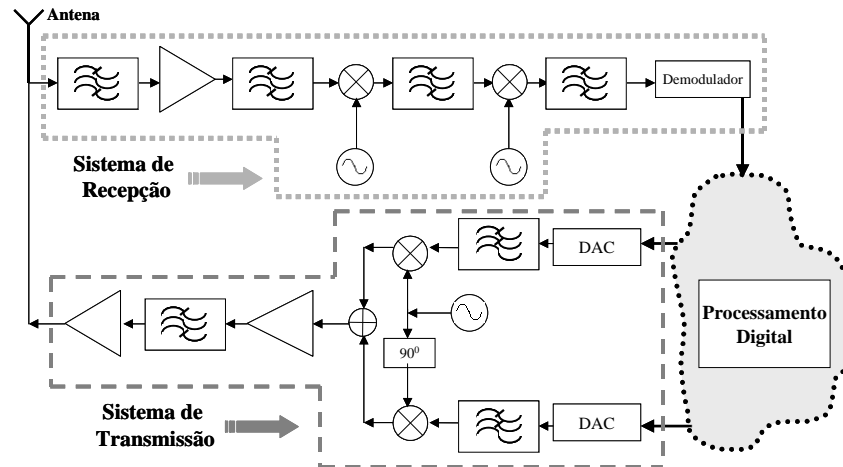 Antena
Demodulador
Sistema de
Recepção
DAC
Processamento
Digital
90⁰
Sistema de
Transmissão
DAC